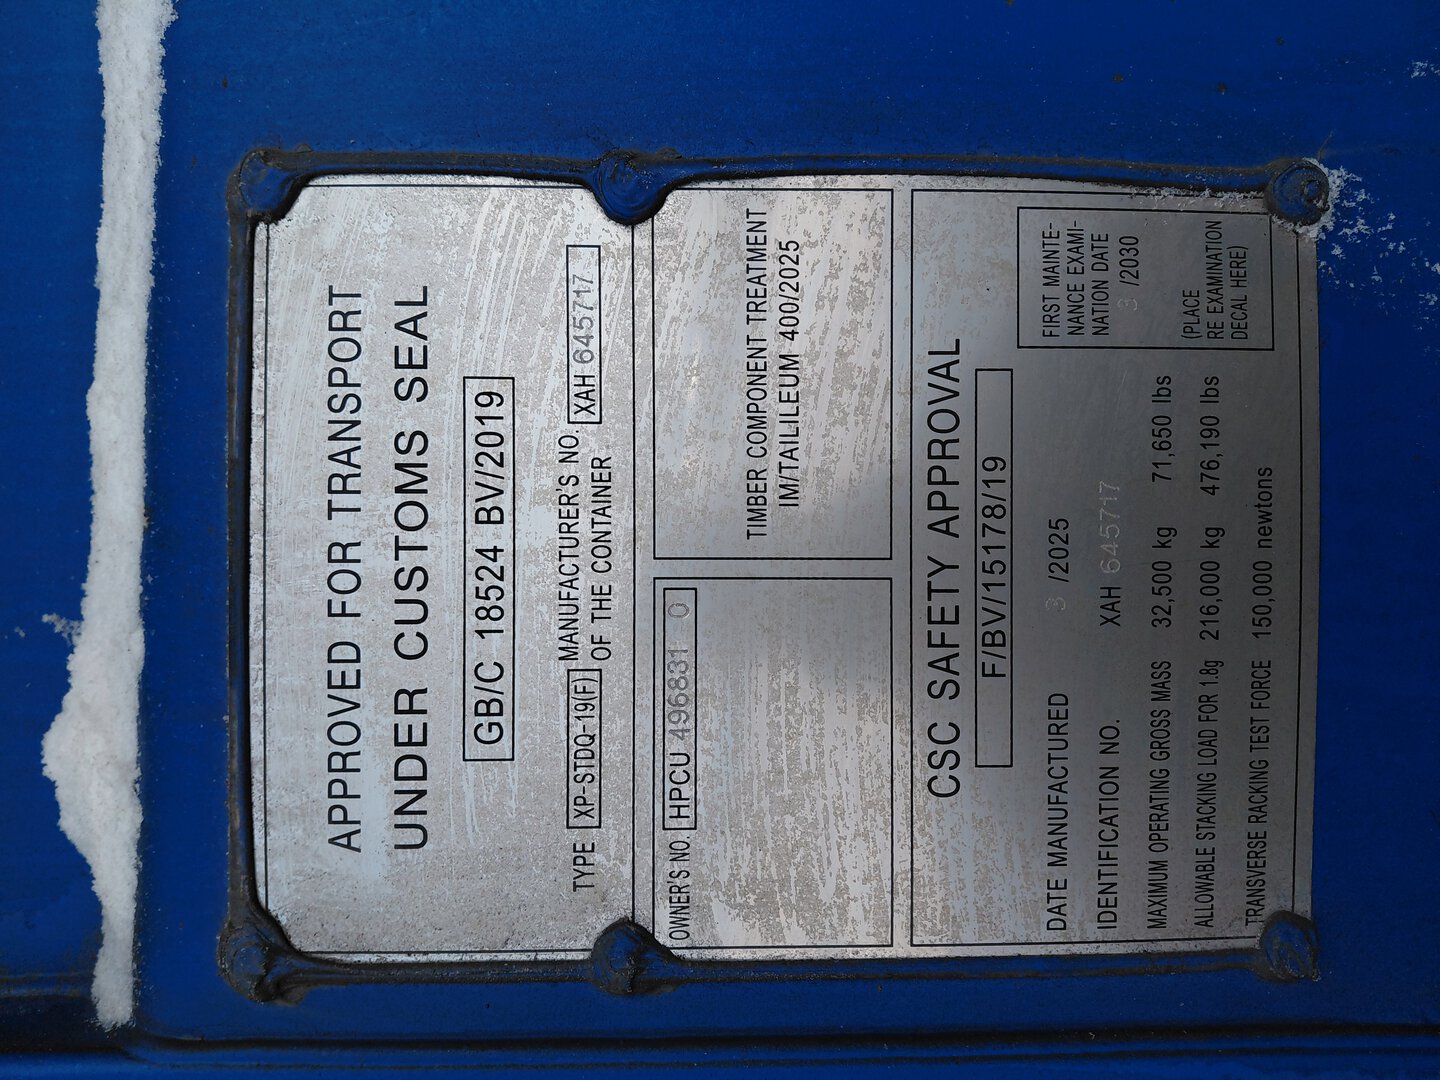 APPROVED FOR TRANSPORT
UNDER CUSTOMS SEAL
GB/C 18524 BV/2019
TYPE XP-STDQ-19(F) MANUFACTURER'S NO. XAH 645717
OF THE CONTAINER
OWNER'S NO. HPCU 496831 0
TIMBER COMPONENT TREATMENT
IM/TAILILEUM 400/2025
CSC SAFETY APPROVAL
F/BV/15178/19
DATE MANUFACTURED 3 /2025
IDENTIFICATION NO. XAH 645717
MAXIMUM OPERATING GROSS MASS 32,500 kg 71,650 lbs
ALLOWABLE STACKING LOAD FOR 1.8g 216,000 kg 476,190 lbs
TRANSVERSE RACKING TEST FORCE 150,000 newtons
FIRST MAINTE-
NANCE EXAMI-
NATION DATE
3 /2030
(PLACE
RE EXAMINATION
DECAL HERE)